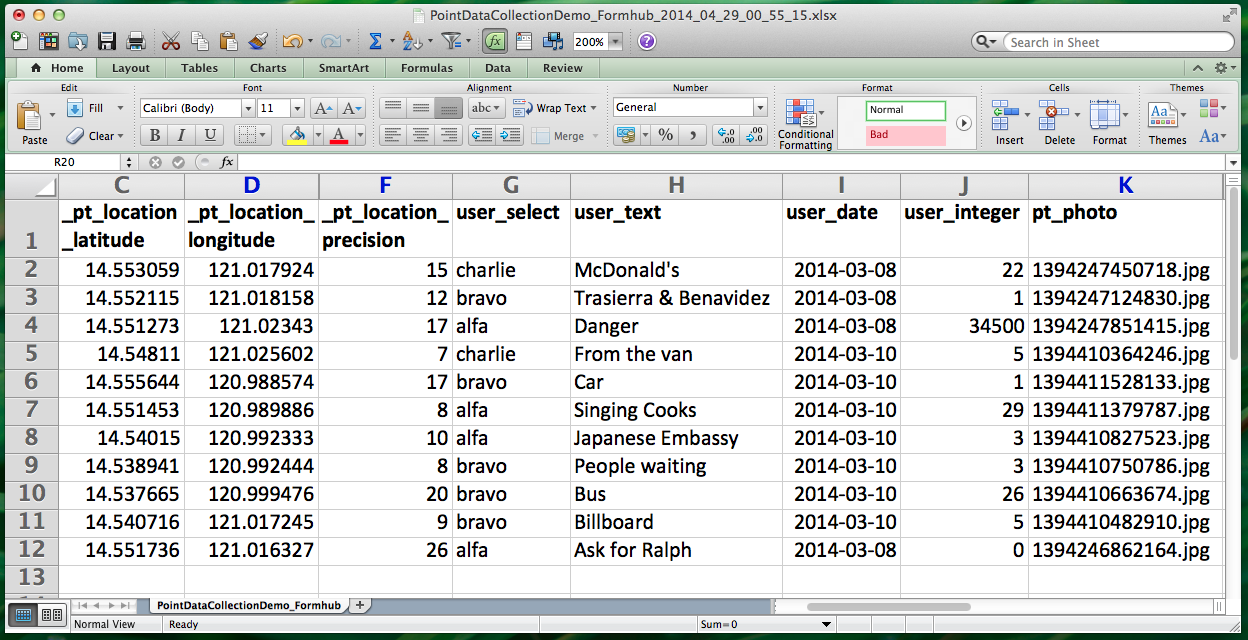 PointDataCollectionDemo_Formhub_2014_04_29_00_55_15.xlsx
200% ? Search in Sheet
Home Layout Tables Charts SmartArt Formulas Data Review
Edit Font Alignment Number Format Cells Themes
Paste Fill Clear Calibri (Body) 11 A A B I U A abc Wrap Text Merge General % , .0 .00 Conditional Formatting Normal Bad Insert Delete Format Themes Aa
R20 fx
C D F G H I J K
1 _pt_location_latitude _pt_location_longitude _pt_location_precision user_select user_text user_date user_integer pt_photo
2 14.553059 121.017924 15 charlie McDonald's 2014-03-08 22 1394247450718.jpg
3 14.552115 121.018158 12 bravo Trasierra & Benavidez 2014-03-08 1 1394247124830.jpg
4 14.551273 121.02343 17 alfa Danger 2014-03-08 34500 1394247851415.jpg
5 14.54811 121.025602 7 charlie From the van 2014-03-10 5 1394410364246.jpg
6 14.555644 120.988574 17 bravo Car 2014-03-10 1 1394411528133.jpg
7 14.551453 120.989886 8 alfa Singing Cooks 2014-03-10 29 1394411379787.jpg
8 14.54015 120.992333 10 alfa Japanese Embassy 2014-03-10 3 1394410827523.jpg
9 14.538941 120.992444 8 bravo People waiting 2014-03-10 3 1394410750786.jpg
10 14.537665 120.999476 20 bravo Bus 2014-03-10 26 1394410663674.jpg
11 14.540716 121.017245 9 bravo Billboard 2014-03-10 5 1394410482910.jpg
12 14.551736 121.016327 26 alfa Ask for Ralph 2014-03-08 0 1394246862164.jpg
13
PointDataCollectionDemo_Formhub
Normal View Ready Sum=0